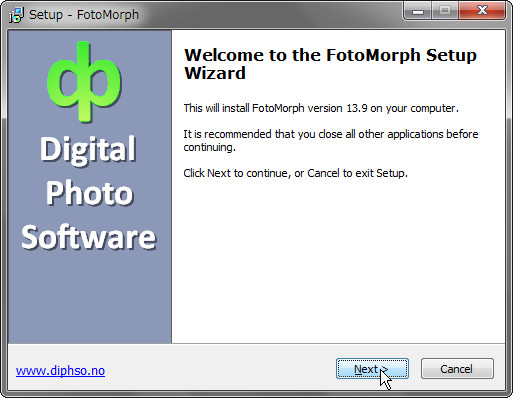 Setup - FotoMorph
Digital
Photo
Software
Welcome to the FotoMorph Setup
Wizard
This will install FotoMorph version 13.9 on your computer.
It is recommended that you close all other applications before
continuing.
Click Next to continue, or Cancel to exit Setup.
www.diphso.no
Next >
Cancel